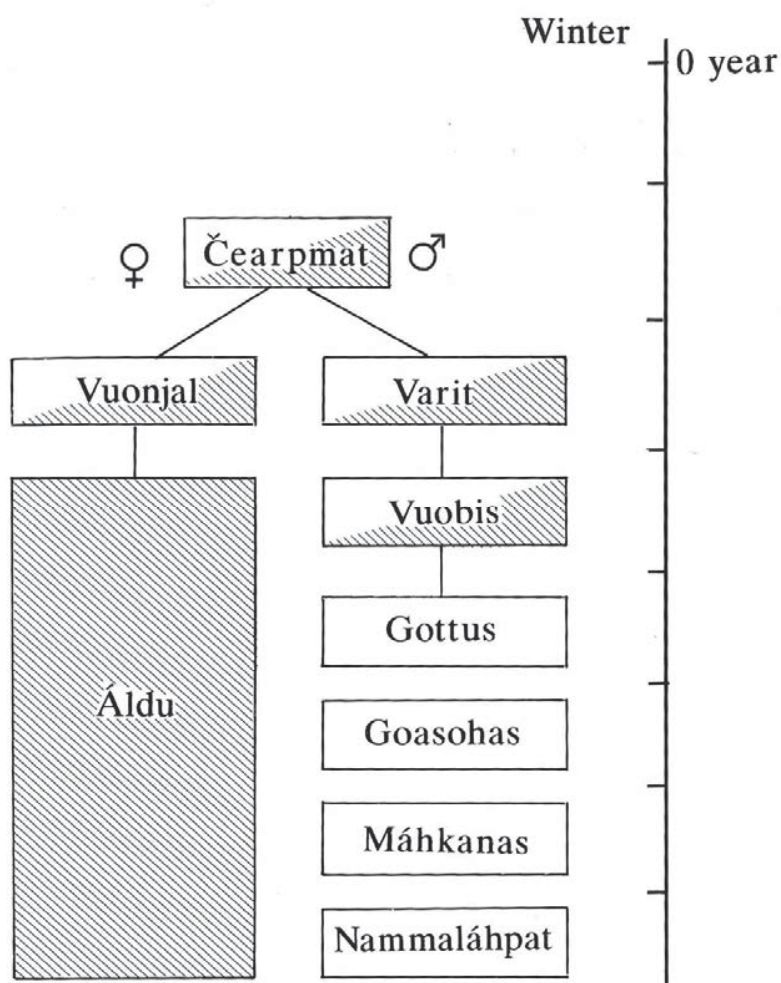 Winter
0 year
♀ Čearpmat ♂
Vuonjal
Varit
Vuobis
Gottus
Áldu
Goasohas
Máhkanas
Nammaláhpat